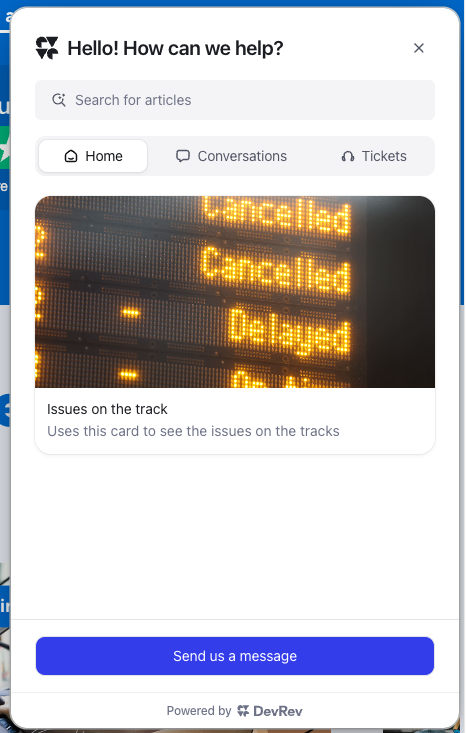 Hello! How can we help?
Search for articles
Home
Conversations
Tickets
Cancelled
Cancelled
- Delayed
-
Issues on the track
Uses this card to see the issues on the tracks
Send us a message
Powered by DevRev